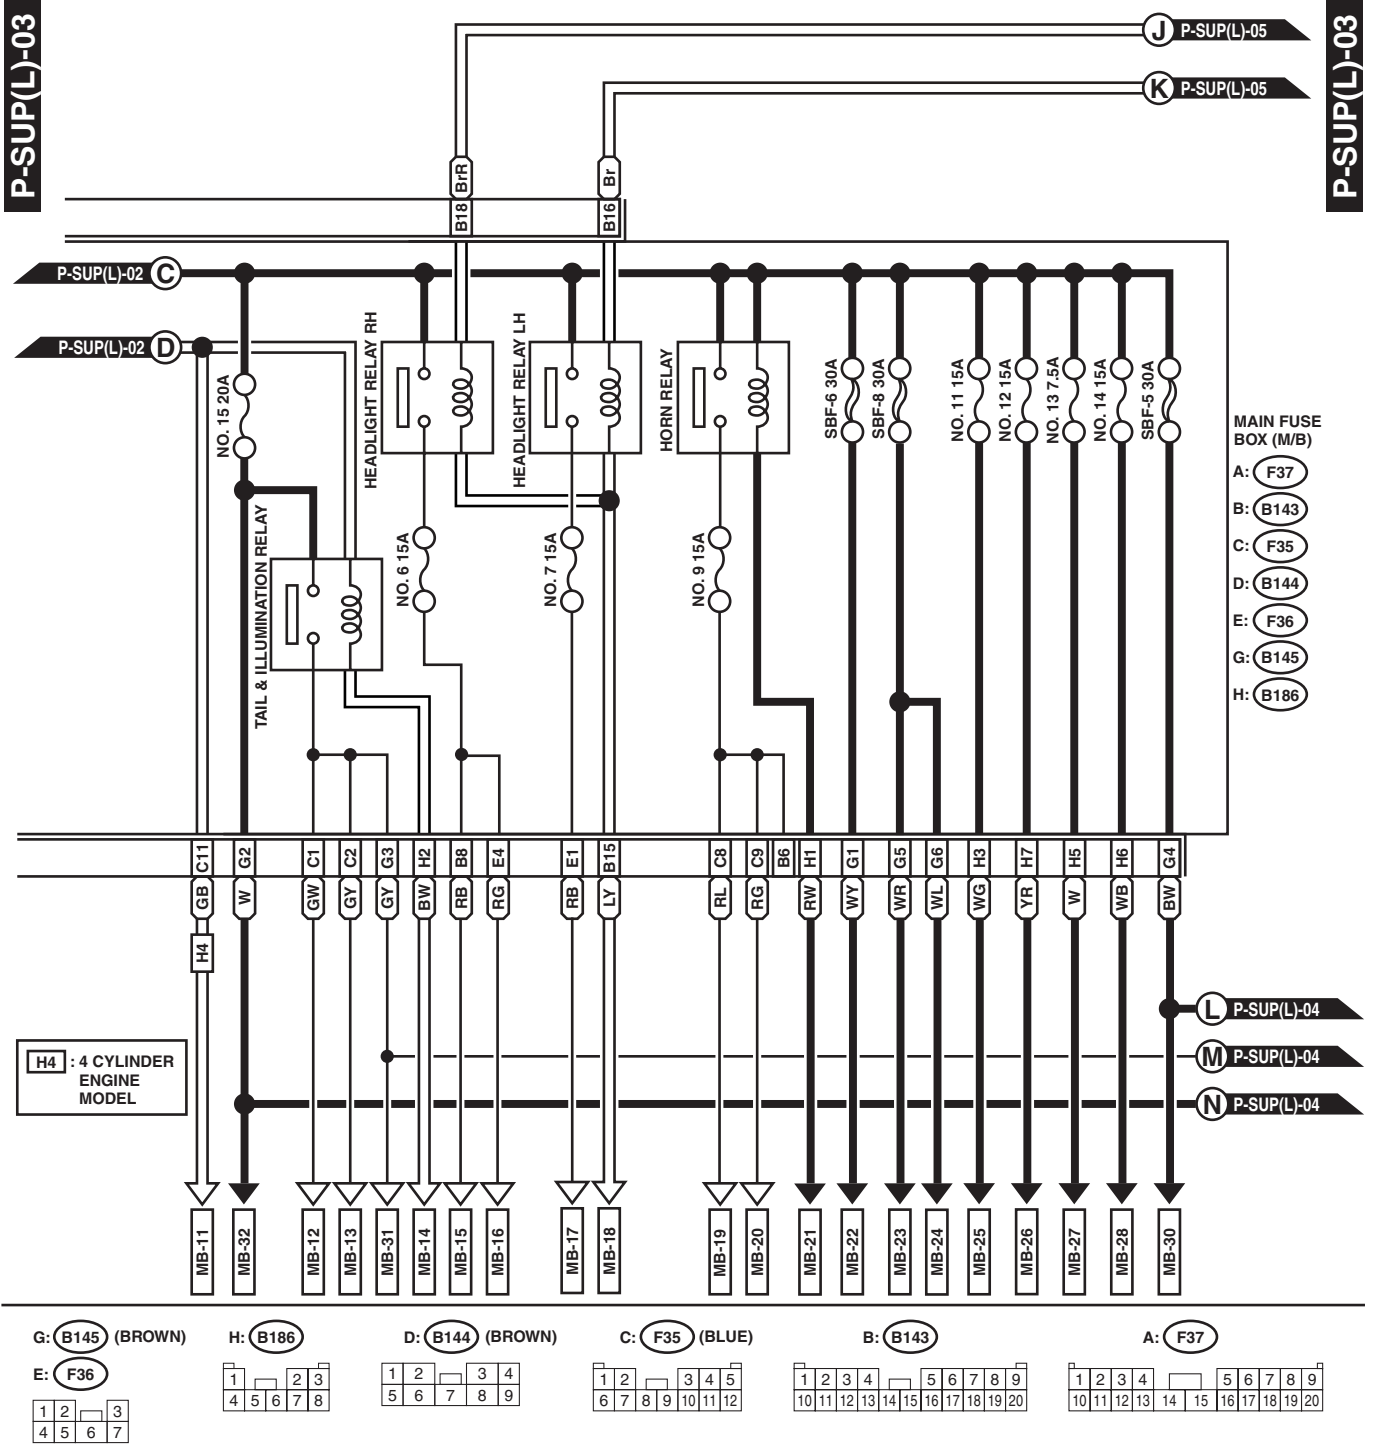 P-SUP(L)-03
P-SUP(L)-03
J P-SUP(L)-05
K P-SUP(L)-05
BrR
Br
B18
B16
P-SUP(L)-02 C
P-SUP(L)-02 D
NO. 15 20A
HEADLIGHT RELAY RH
HEADLIGHT RELAY LH
HORN RELAY
SBF-6 30A
SBF-8 30A
NO. 11 15A
NO. 12 15A
NO. 13 7.5A
NO. 14 15A
SBF-5 30A
MAIN FUSE
BOX (M/B)
A: F37
B: B143
C: F35
D: B144
E: F36
G: B145
H: B186
TAIL & ILLUMINATION RELAY
NO. 6 15A
NO. 7 15A
NO. 9 15A
C11 G2 C1 C2 G3 H2 B8 E4 E1 B15 C8 C9 B6 H1 G1 G5 G6 H3 H7 H5 H6 G4
GB W GW GY GY BW RB RG RB LY RL RG RW WY WR WL WG YR W WB BW
H4
L P-SUP(L)-04
M P-SUP(L)-04
N P-SUP(L)-04
H4 : 4 CYLINDER
ENGINE
MODEL
MB-11 MB-32 MB-12 MB-13 MB-31 MB-14 MB-15 MB-16 MB-17 MB-18 MB-19 MB-20 MB-21 MB-22 MB-23 MB-24 MB-25 MB-26 MB-27 MB-28 MB-30
G: B145 (BROWN)
E: F36
1 2 3
4 5 6 7
H: B186
1 2 3
4 5 6 7 8
D: B144 (BROWN)
1 2 3 4
5 6 7 8 9
C: F35 (BLUE)
1 2 3 4 5
6 7 8 9 10 11 12
B: B143
1 2 3 4 5 6 7 8 9
10 11 12 13 14 15 16 17 18 19 20
A: F37
1 2 3 4 5 6 7 8 9
10 11 12 13 14 15 16 17 18 19 20